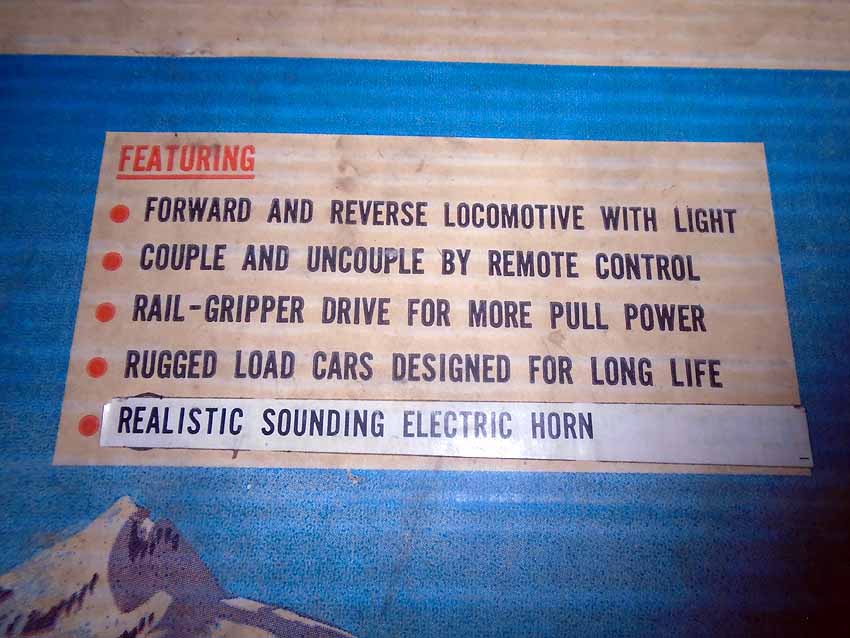 FEATURING
FORWARD AND REVERSE LOCOMOTIVE WITH LIGHT
COUPLE AND UNCOUPLE BY REMOTE CONTROL
RAIL-GRIPPER DRIVE FOR MORE PULL POWER
RUGGED LOAD CARS DESIGNED FOR LONG LIFE
REALISTIC SOUNDING ELECTRIC HORN